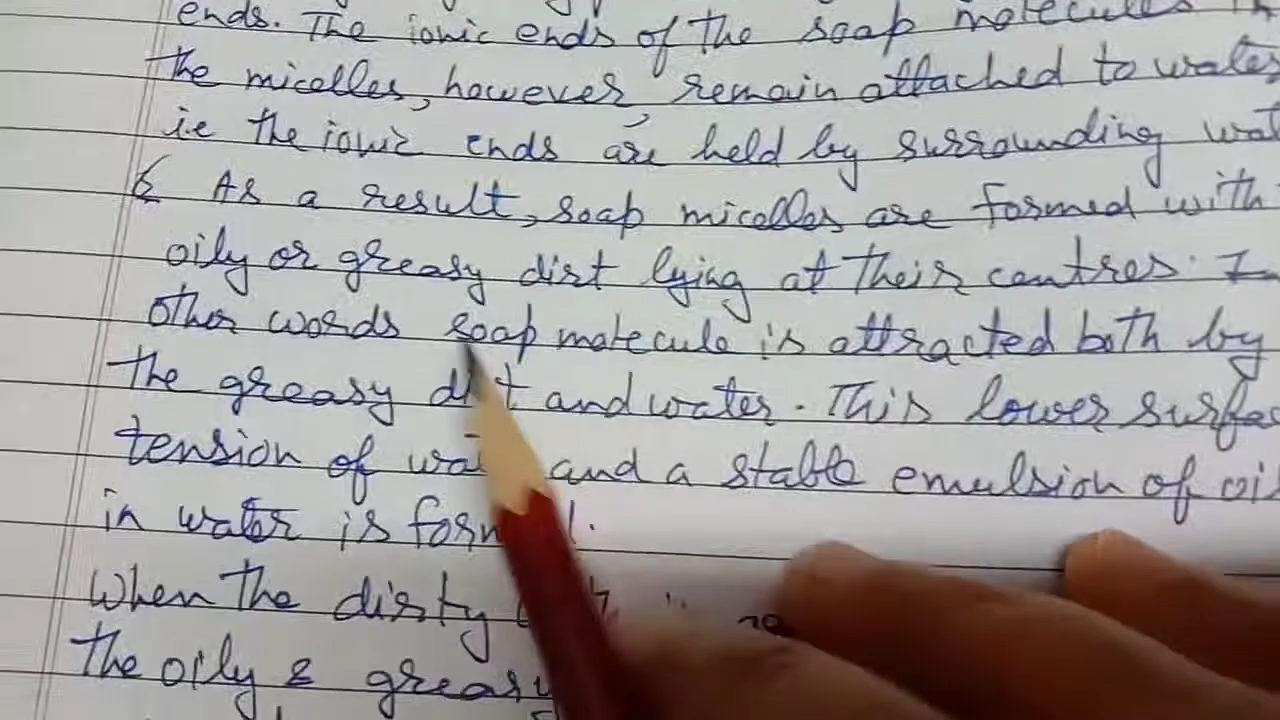 ends. The ionic ends of the soap molecules in
the micelles, however, remain attached to water
i.e the ionic ends are held by surrounding
As a result, soap micelles are formed with
oily or greasy dirt lying at their centres.
other words soap molecule is attracted both by
the greasy dirt and water. This lower
tension of and a stable emulsion of
in water is formed.
When the dirty
the oily & greasy